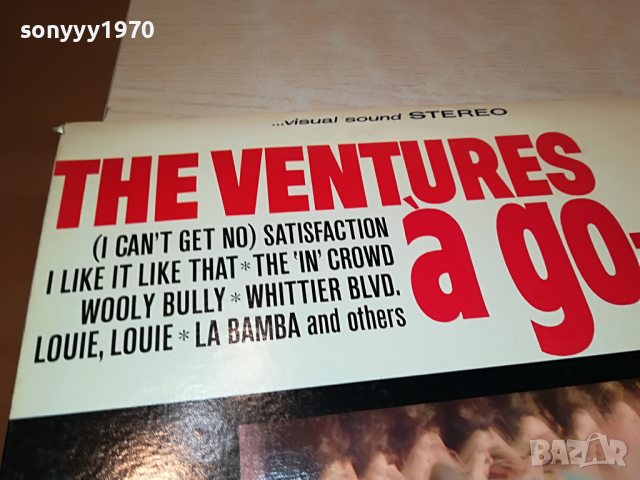 sonyyy1970
...visual sound STEREO
THE VENTURES
à go-
(I CAN'T GET NO) SATISFACTION
I LIKE IT LIKE THAT * THE 'IN' CROWD
WOOLY BULLY * WHITTIER BLVD.
LOUIE, LOUIE * LA BAMBA and others
BAZAR